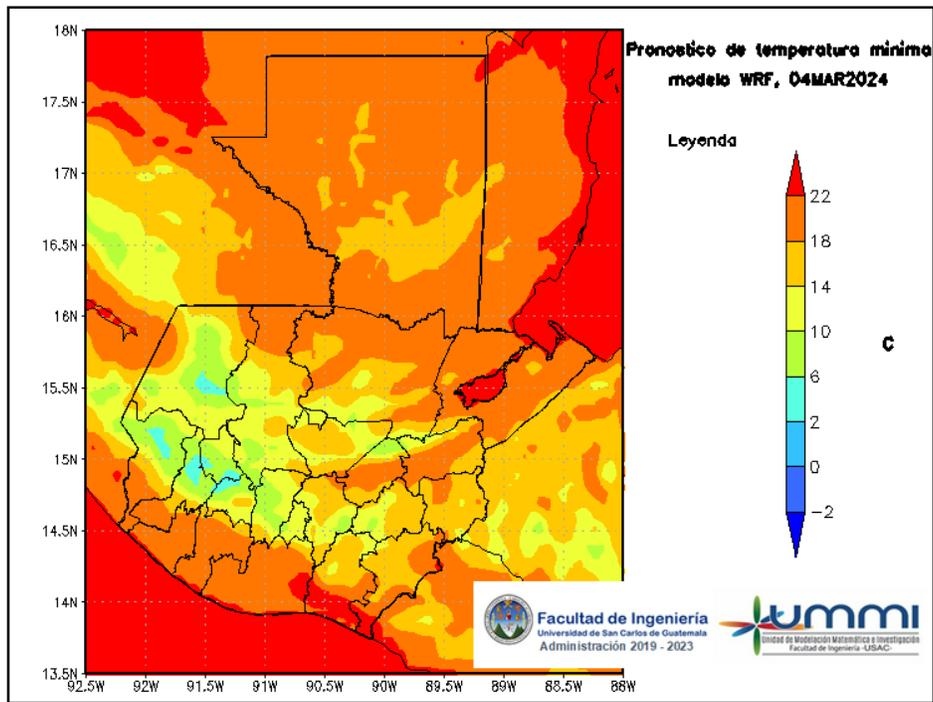 Pronostico de temperatura minima
modelo WRF, 04MAR2024
Leyenda
22
18
14
10
6
2
0
−2
C
18N
17.5N
17N
16.5N
16N
15.5N
15N
14.5N
14N
13.5N
92.5W 92W 91.5W 91W 90.5W 90W 89.5W 89W 88.5W 88W
Facultad de Ingeniería
Universidad de San Carlos de Guatemala
Administración 2019 - 2023
ummi
Unidad de Modelación Matemática e Investigación
Facultad de Ingeniería -USAC-